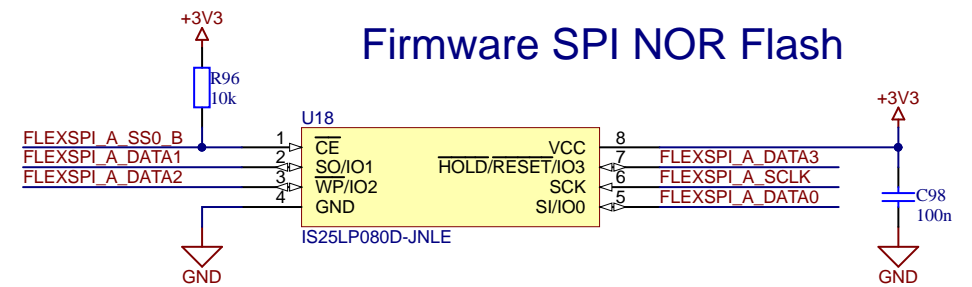 Firmware SPI NOR Flash
+3V3
R96
10k
U18
+3V3
FLEXSPI_A_SS0_B
1
CE
VCC
8
FLEXSPI_A_DATA1
2
SO/IO1
HOLD/RESET/IO3
7
FLEXSPI_A_DATA3
FLEXSPI_A_DATA2
3
WP/IO2
SCK
6
FLEXSPI_A_SCLK
4
GND
SI/IO0
5
FLEXSPI_A_DATA0
C98
100n
IS25LP080D-JNLE
GND
GND